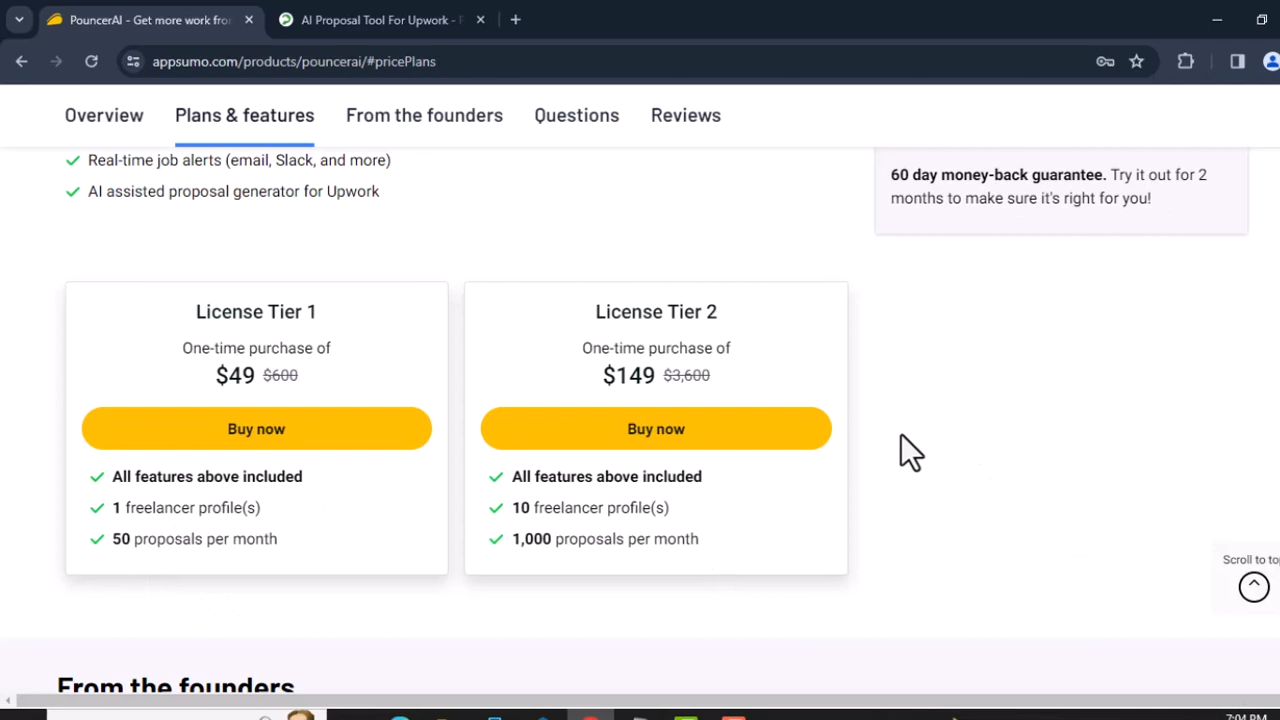 PouncerAI - Get more work fro
AI Proposal Tool For Upwork -
appsumo.com/products/pouncerai/#pricePlans
Overview
Plans & features
From the founders
Questions
Reviews
Real-time job alerts (email, Slack, and more)
AI assisted proposal generator for Upwork
60 day money-back guarantee. Try it out for 2
months to make sure it's right for you!
License Tier 1
One-time purchase of
$49 $600
Buy now
All features above included
1 freelancer profile(s)
50 proposals per month
License Tier 2
One-time purchase of
$149 $3,600
Buy now
All features above included
10 freelancer profile(s)
1,000 proposals per month
Scroll to to
From the founders
7:04 PM